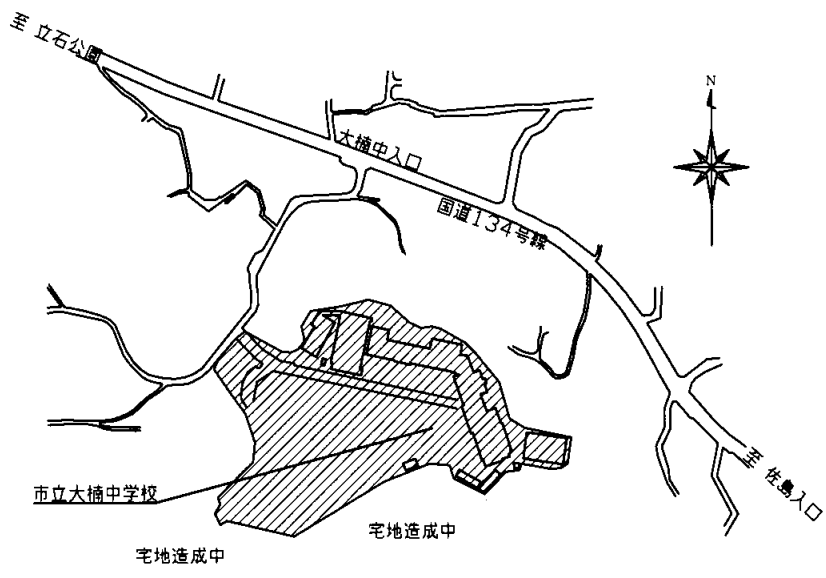 至 立石公園
N
大楠中入口
国道134号線
至 佐島入口
市立大楠中学校
宅地造成中
宅地造成中